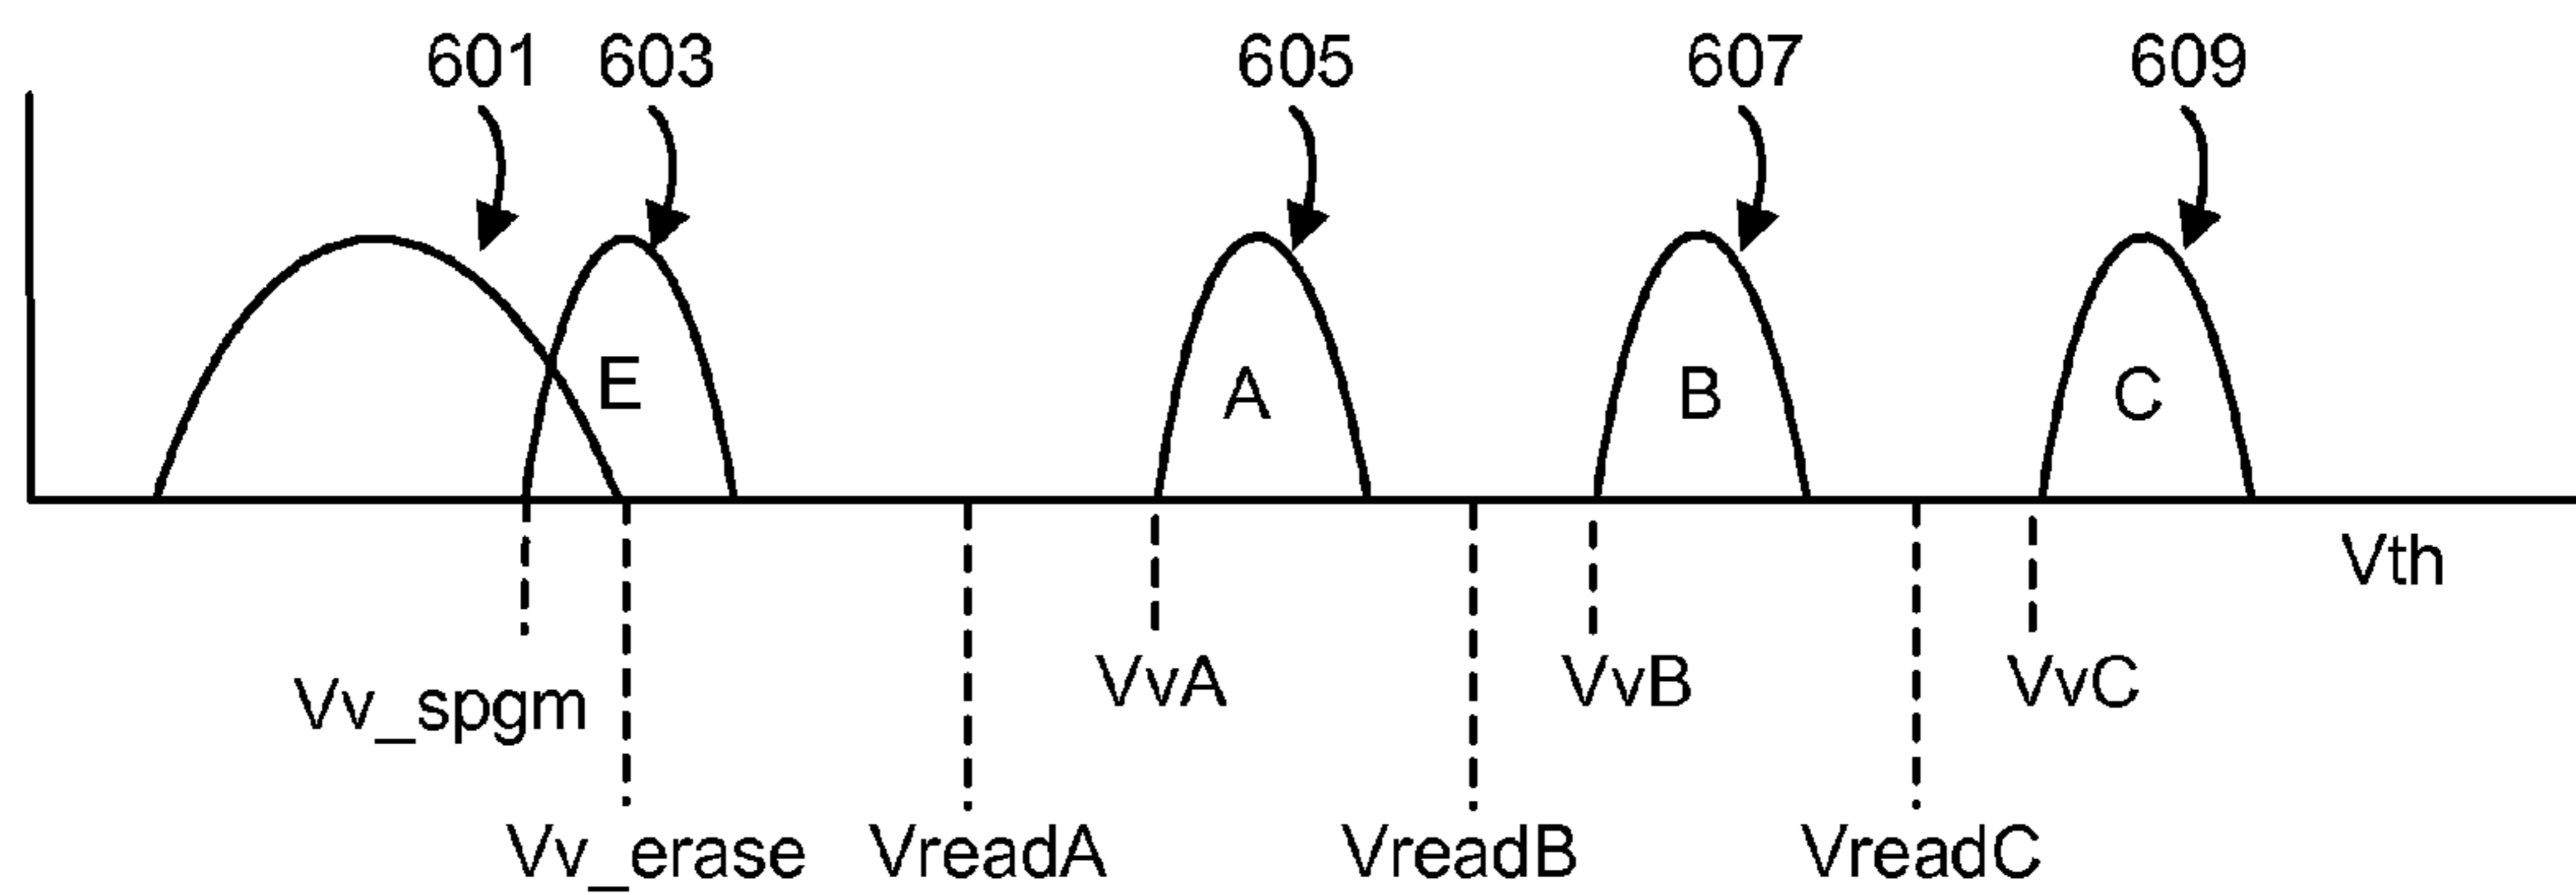 601 603 605 607 609
E A B C
Vth
Vv_spgm VvA VvB VvC
Vv_erase VreadA VreadB VreadC